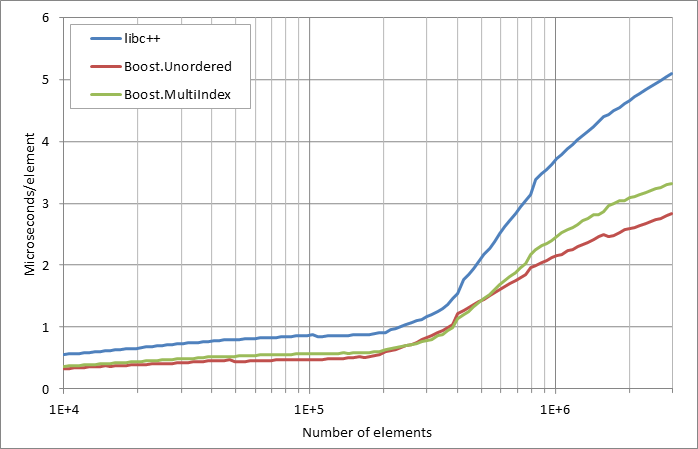 6
libc++
Boost.Unordered
Boost.MultiIndex
5
4
3
2
1
0
Microseconds/element
1E+4
1E+5
1E+6
Number of elements